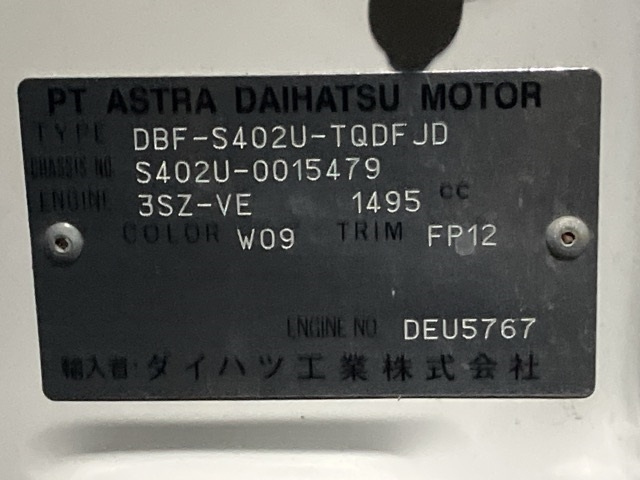 PT ASTRA DAIHATSU MOTOR
TYPE DBF-S402U-TQDFJD
CHASSIS NO. S402U-0015479
ENGINE 3SZ-VE 1495 cc
COLOR W09 TRIM FP12
ENGINE NO. DEU5767
輸入者:ダイハツ工業株式会社